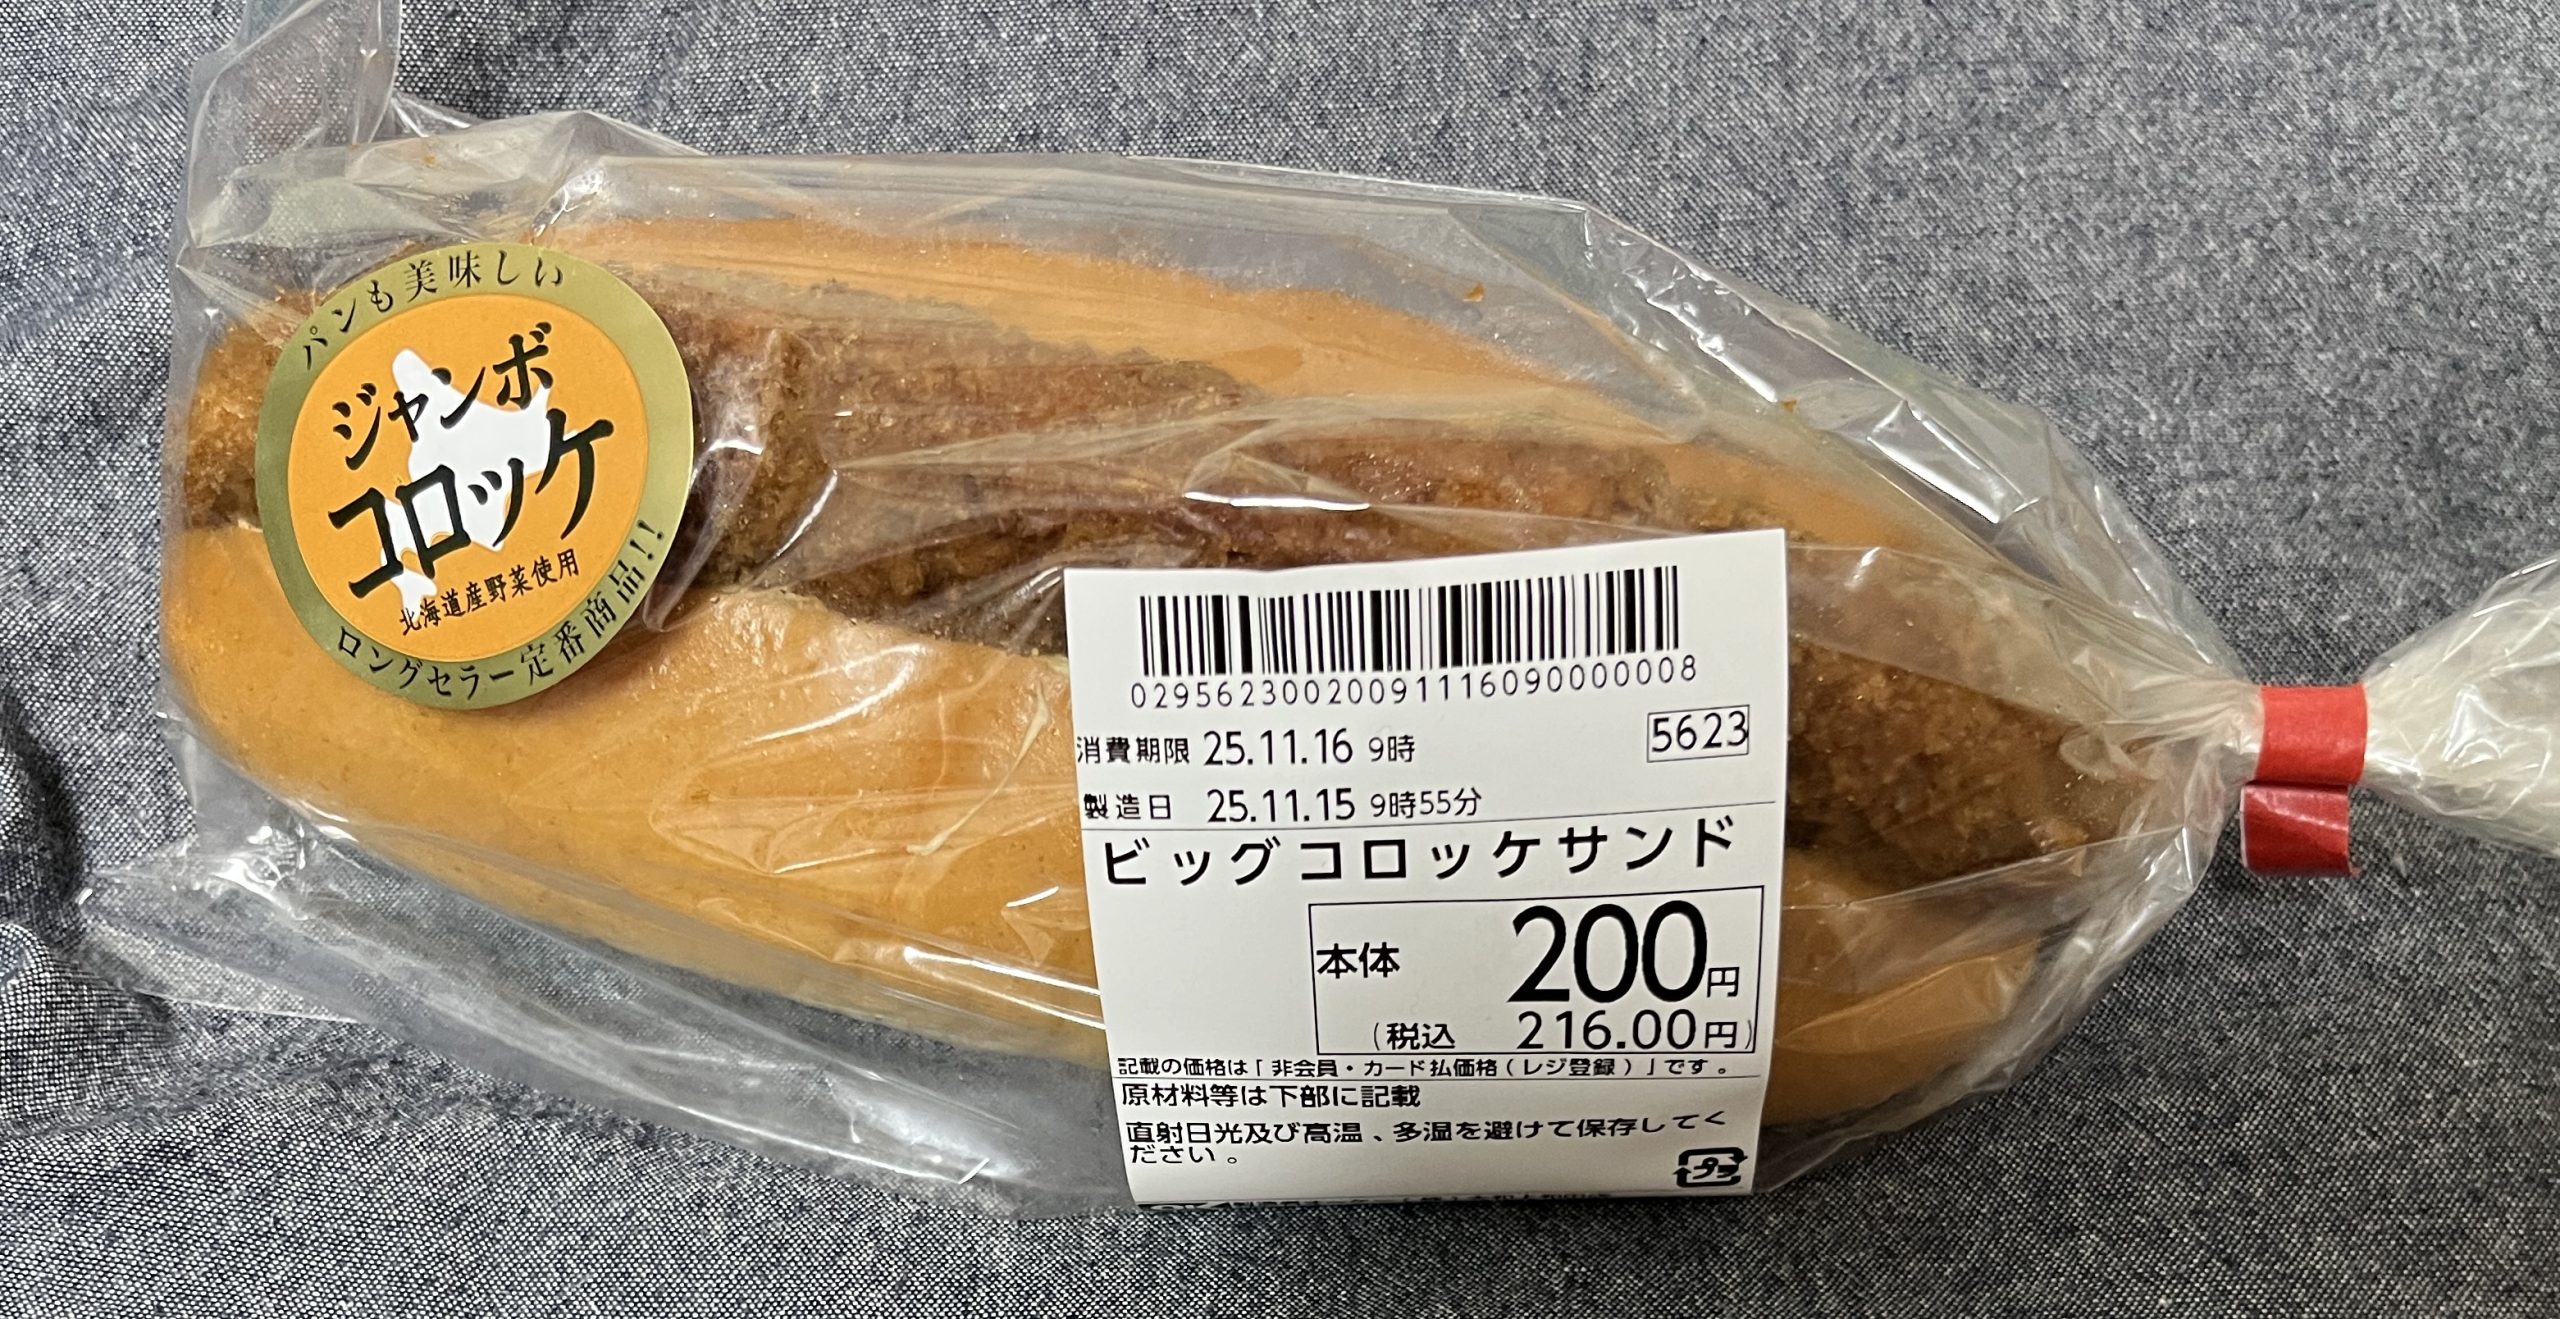 パンも美味しい
ジャンボ
コロッケ
北海道産野菜使用
ロングセラー定番商品!!
02956230020091116090000008
消費期限 25.11.16 9時
5623
製造日 25.11.15 9時55分
ビッグコロッケサンド
本体 200円
(税込 216.00円)
記載の価格は「非会員・カード払価格(レジ登録)」です。
原材料等は下部に記載
直射日光及び高温、多湿を避けて保存してく
ださい。
プラ